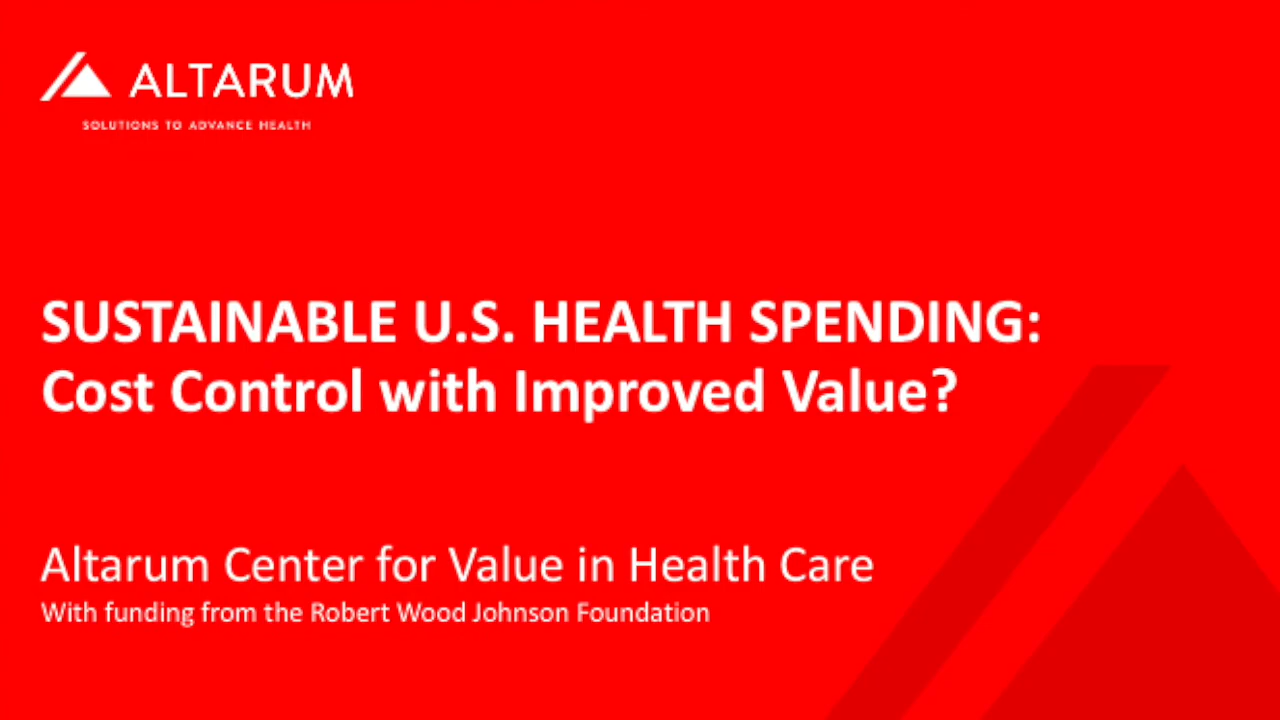 ALTARUM
SOLUTIONS TO ADVANCE HEALTH
SUSTAINABLE U.S. HEALTH SPENDING:
Cost Control with Improved Value?
Altarum Center for Value in Health Care
With funding from the Robert Wood Johnson Foundation